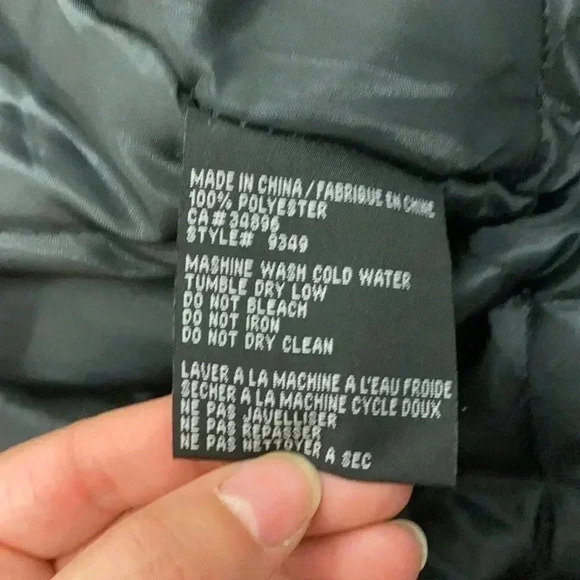 MADE IN CHINA / FABRIQUE EN CHINE
100% POLYESTER
CA# 34896
STYLE# 9349
MASHINE WASH COLD WATER
TUMBLE DRY LOW
DO NOT BLEACH
DO NOT IRON
DO NOT DRY CLEAN
LAVER A LA MACHINE A L'EAU FROIDE
SECHER A LA MACHINE CYCLE DOUX
NE PAS JAVELLISER
NE PAS REPASSER
NE PAS NETTOYER A SEC